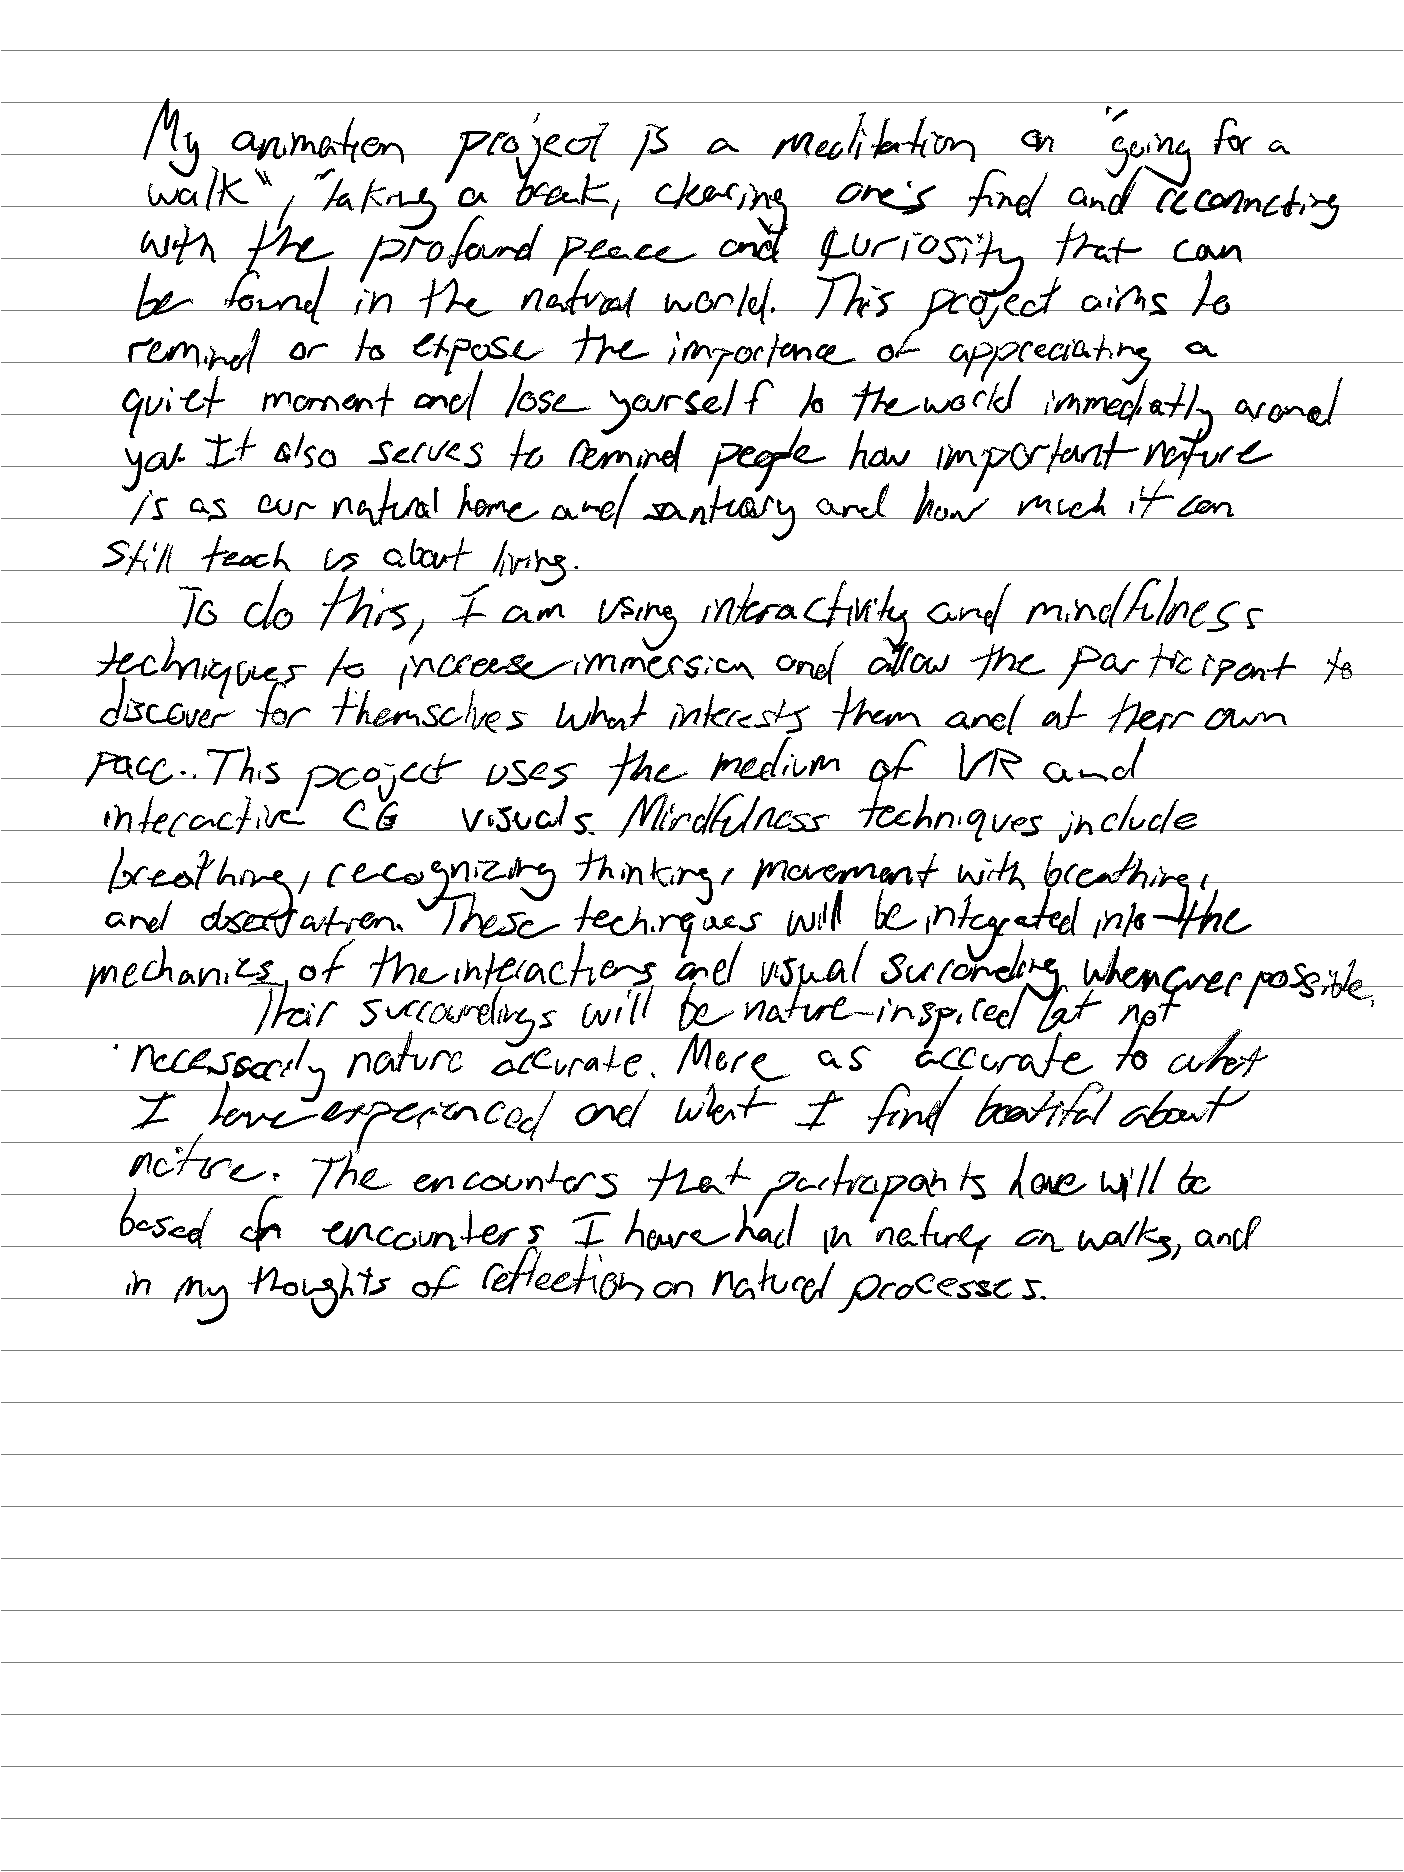 My animation project is a meditation on "going for a
walk", "taking a break, clearing one's find and reconnecting
with the profound peace and curiosity that can
be found in the natural world. This project aims to
remind or to expose the importance of appreciating a
quiet moment and lose yourself to the world immediatly around
you. It also serves to remind people how important nature
is as our natural home and santuary and how much it can
still teach us about living.
To do this, I am using interactivity and mindfulness
techniques to increase immersion and allow the participant to
discover for themselves what interests them and at their own
pace.. This project uses the medium of VR and
interactive CG visuals. Mindfulness techniques include
breathing, recognizing thinking, movement with breathing,
and These techniques will be integrated into the
mechanics of the interactions and visual surrounding whenever possible.
Their surroundings will be nature-inspired but not
necessarily nature accurate. More as accurate to what
I have experienced and what I find beatiful about
nature. The encounters that participants have will be
based on encounters I have had in nature, on walks, and
in my thoughts of reflection on natural processes.